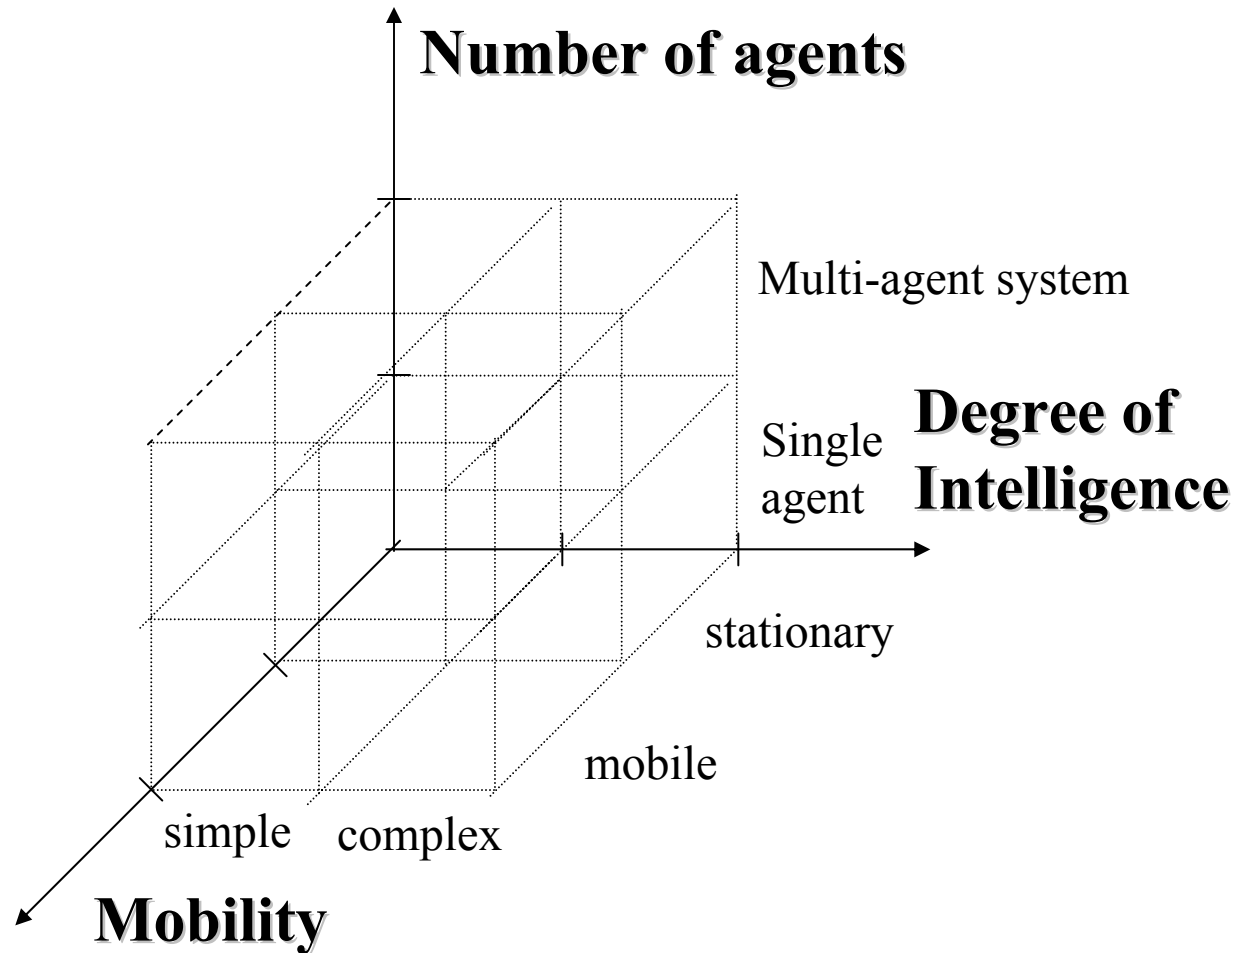 Number of agents
Multi-agent system
Degree of
Intelligence
Single
agent
stationary
mobile
simple
complex
Mobility